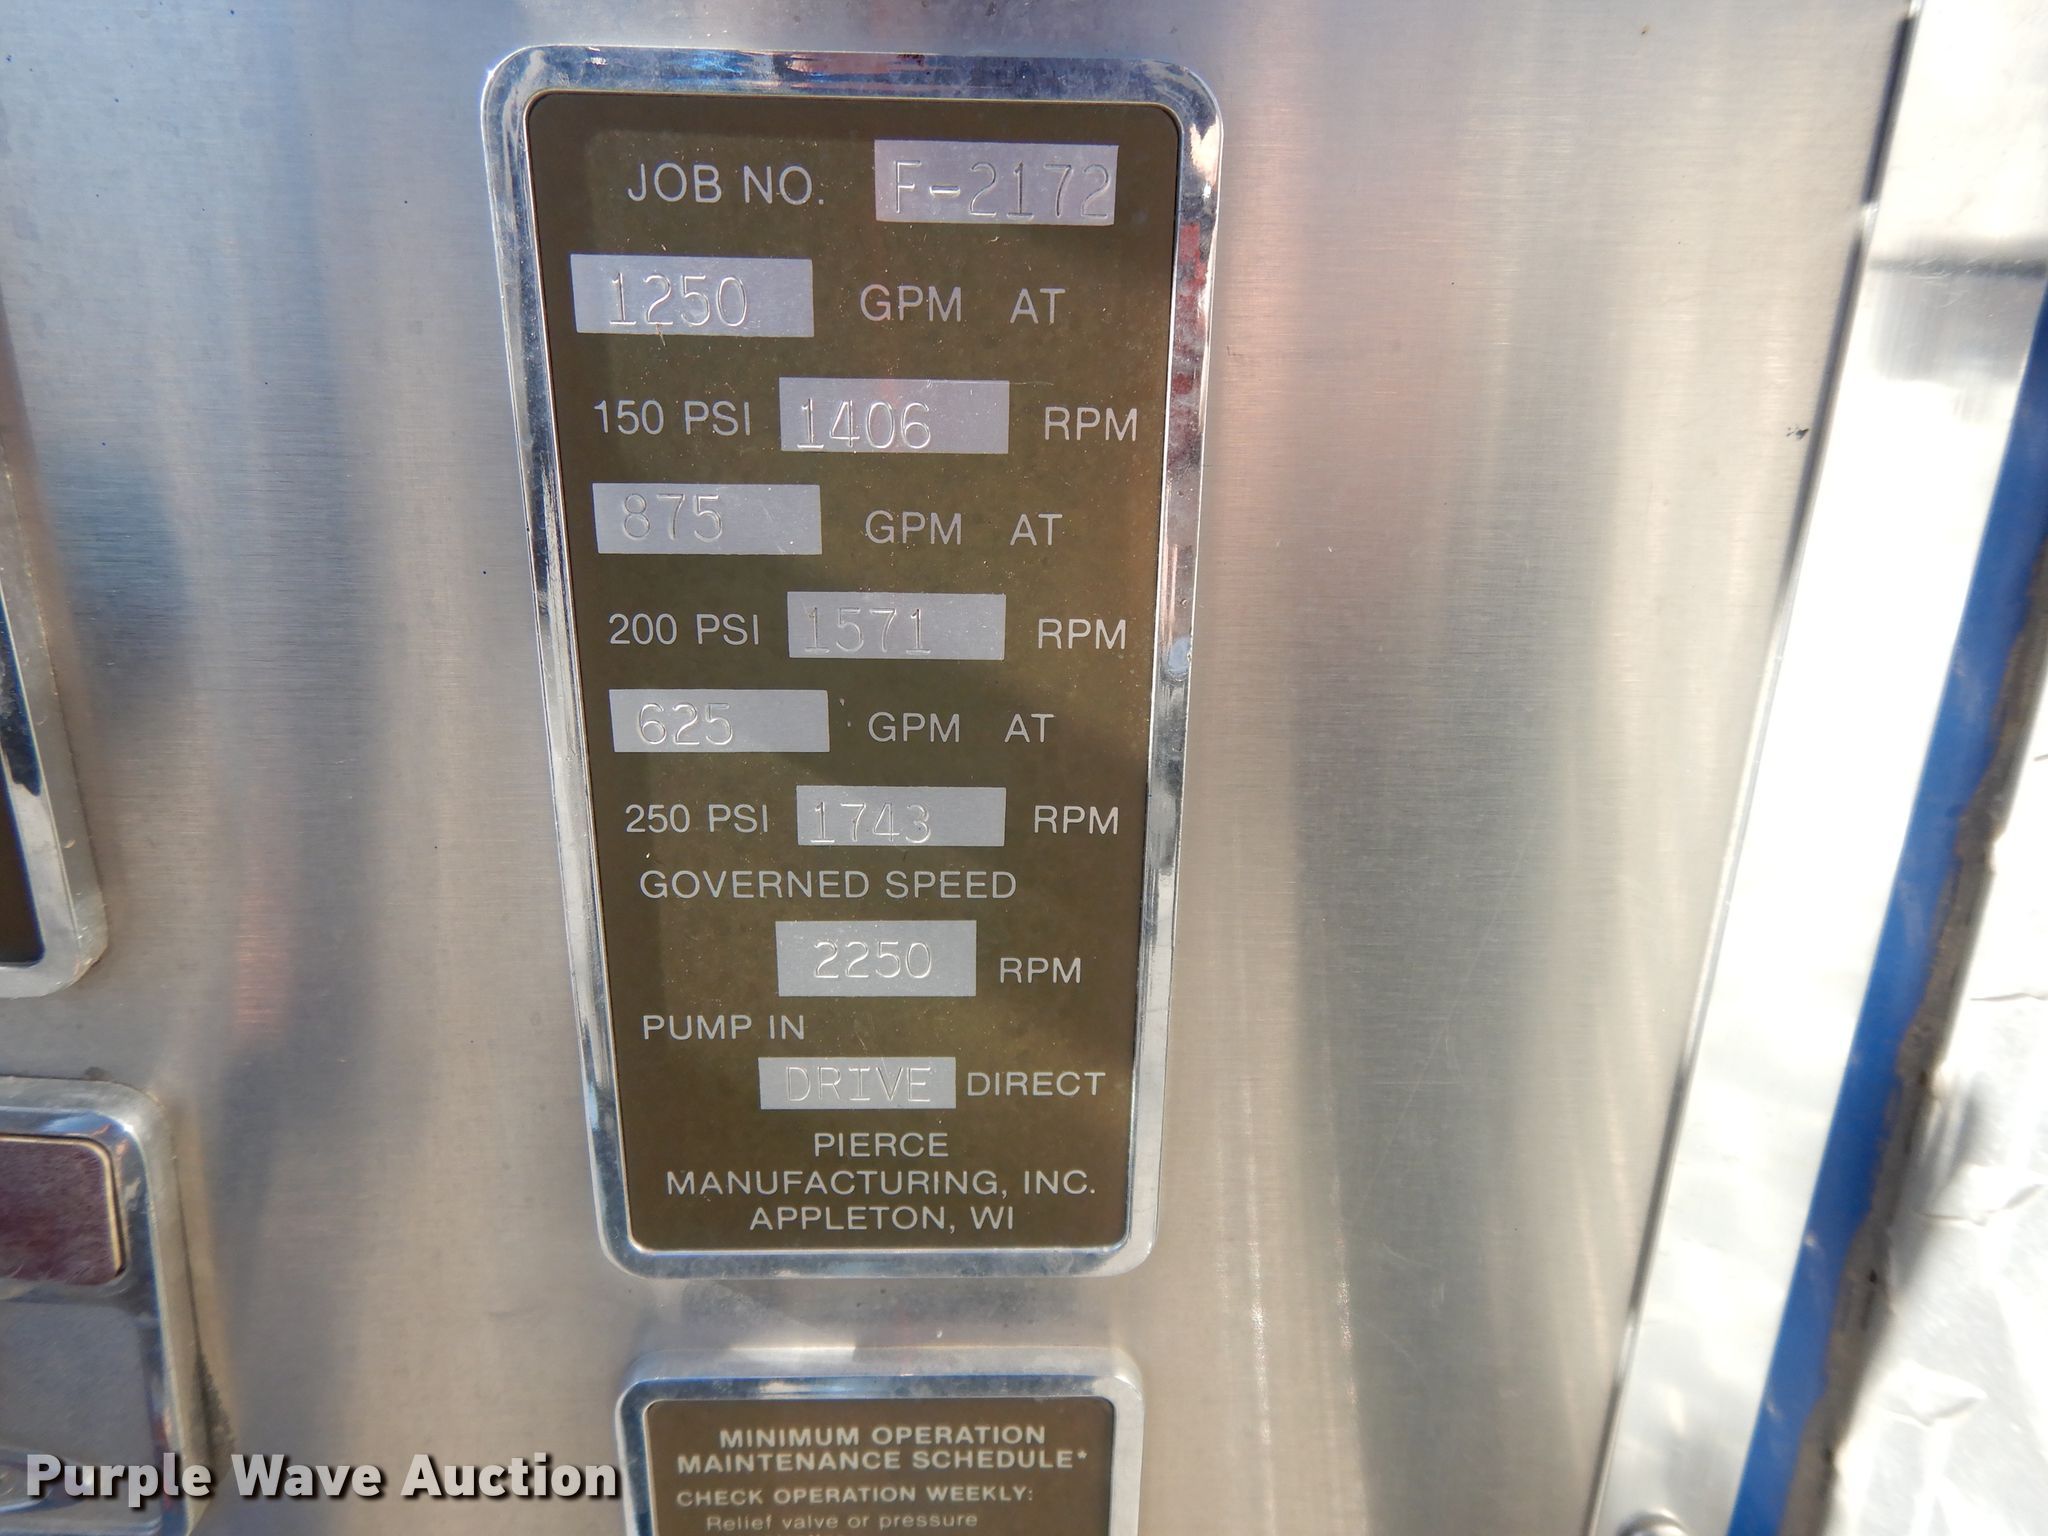 JOB NO. F-2172
1250 GPM AT
150 PSI 1406 RPM
875 GPM AT
200 PSI 1571 RPM
625 GPM AT
250 PSI 1743 RPM
GOVERNED SPEED
2250 RPM
PUMP IN
DRIVE DIRECT
PIERCE
MANUFACTURING, INC.
APPLETON, WI
MINIMUM OPERATION
MAINTENANCE SCHEDULE*
CHECK OPERATION WEEKLY:
Relief valve or pressure
Purple Wave Auction